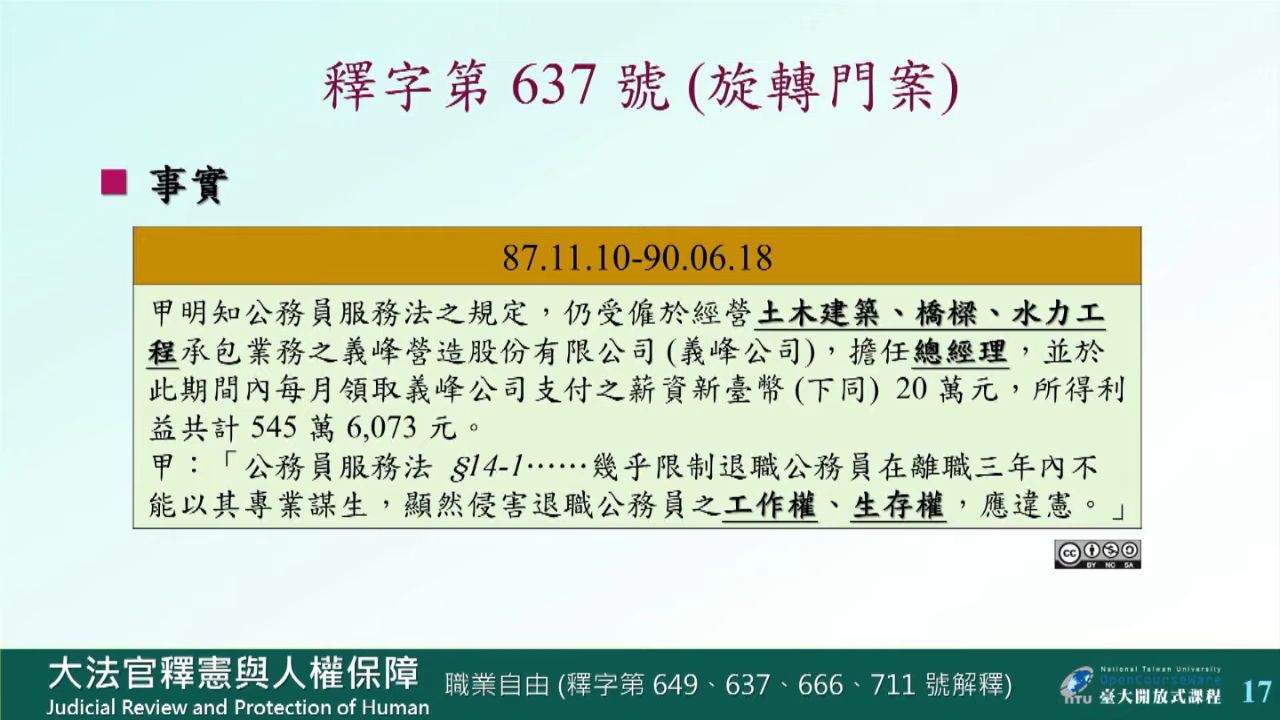 釋字第 637 號 (旋轉門案)
事實
87.11.10-90.06.18
甲明知公務員服務法之規定，仍受僱於經營土木建築、橋樑、水力工
程承包業務之義峰營造股份有限公司 (義峰公司)，擔任總經理，並於
此期間內每月領取義峰公司支付之薪資新臺幣 (下同) 20 萬元，所得利
益共計 545 萬 6,073 元。
甲：「公務員服務法 §14-1⋯⋯幾乎限制退職公務員在離職三年內不
能以其專業謀生，顯然侵害退職公務員之工作權、生存權，應違憲。」
cc BY NC SA
大法官釋憲與人權保障
Judicial Review and Protection of Human
職業自由 (釋字第 649、637、666、711 號解釋)
NTU
National Taiwan University
OpenCourseWare
臺大開放式課程
17